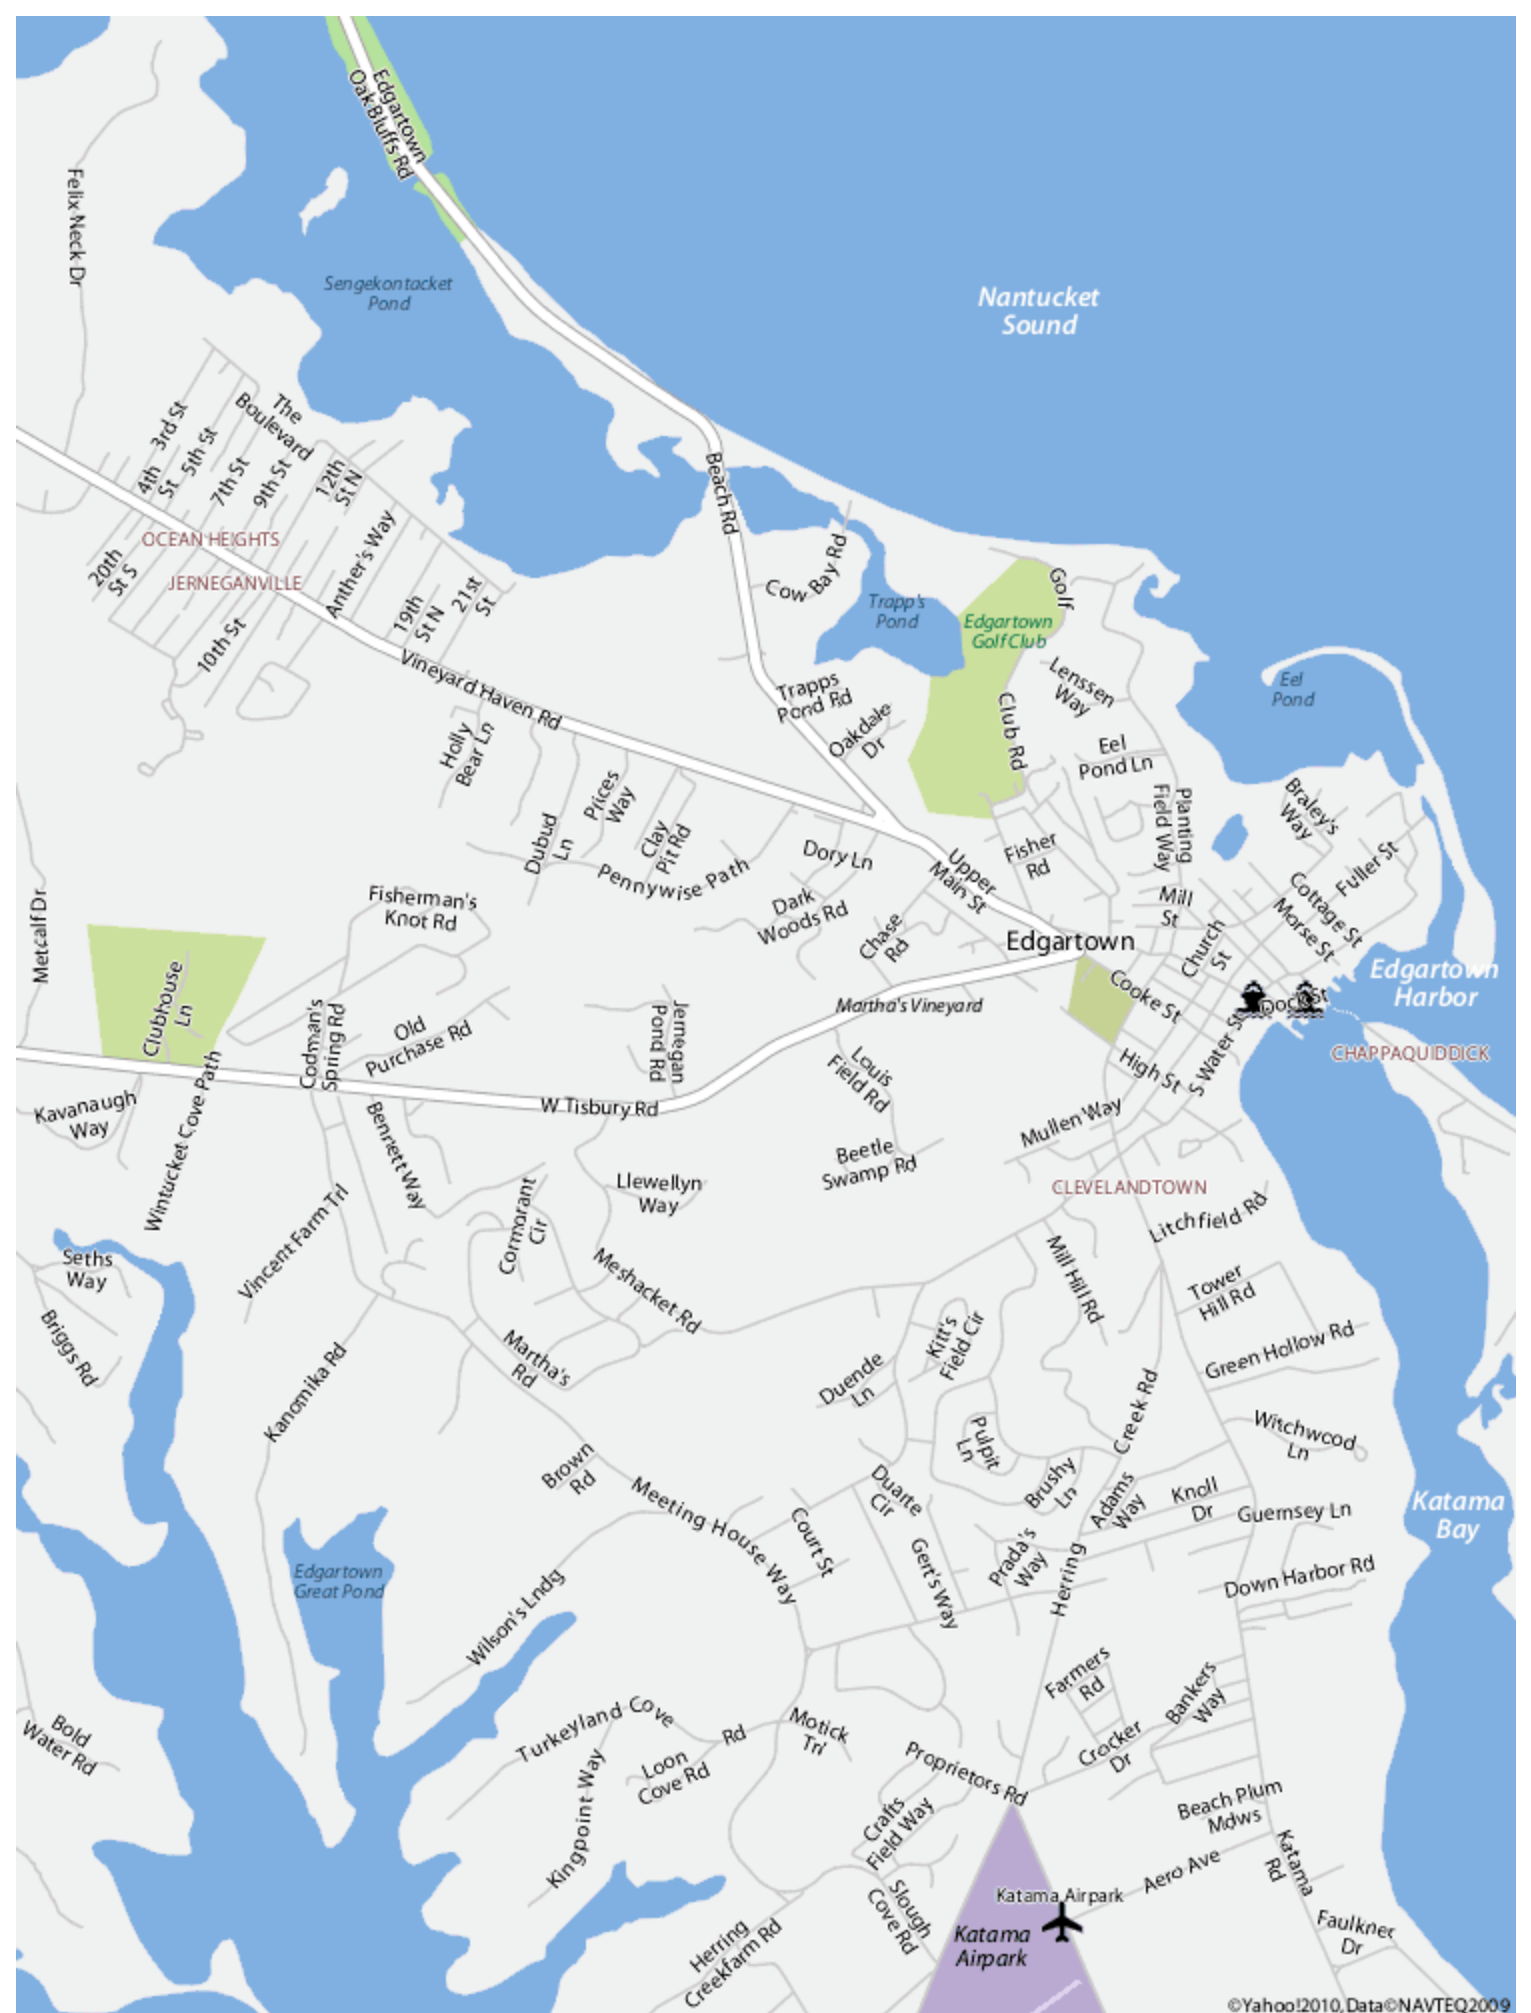 Edgartown
Oak Bluffs Rd
Felix Neck Dr
Sengekontacket
Pond
Nantucket
Sound
The
Boulevard
3rd St
4th
St
5th St
7th St
9th St
12th
St N
Beach Rd
OCEAN HEIGHTS
20th
St S
JERNEGANVILLE
Anther's Way
19th
St N
21st
St
10th St
Cow Bay Rd
Trapp's
Pond
Edgartown
Golf Club
Golf
Club Rd
Lenssen
Way
Eel
Pond
Vineyard Haven Rd
Trapps
Pond Rd
Oakdale
Dr
Holly
Bear Ln
Eel
Pond Ln
Prices
Way
Planting
Field Way
Braley's
Way
Dubud
Ln
Clay
Pit Rd
Pennywise Path
Dory Ln
Upper
Main St
Fisher
Rd
Fuller St
Metcalf Dr
Fisherman's
Knot Rd
Dark
Woods Rd
Chase
Rd
Mill
St
Cottage St
Morse St
Church
St
Edgartown
Clubhouse
Ln
Edgartown
Harbor
Cooke St
Dock St
Martha's Vineyard
Codman's
Spring Rd
Old
Purchase Rd
Jernegan
Pond Rd
Louis
Field Rd
High St
S Water St
CHAPPAQUIDDICK
Kavanaugh
Way
Wintucket Cove Path
W Tisbury Rd
Bennett Way
Mullen Way
Beetle
Swamp Rd
Llewellyn
Way
CLEVELANDTOWN
Cormorant
Cir
Vincent Farm Trl
Litchfield Rd
Seths
Way
Meshacket Rd
Mill Hill Rd
Tower
Hill Rd
Briggs Rd
Kitt's
Field Cir
Green Hollow Rd
Martha's
Rd
Duende
Ln
Kanomika Rd
Creek Rd
Witchwood
Ln
Pulpit
Ln
Brown
Rd
Brushy
Ln
Adams
Way
Duarte
Cir
Knoll
Dr
Guernsey Ln
Katama
Bay
Meeting House Way
Court St
Gert's Way
Prada's
Way
Herring
Edgartown
Great Pond
Down Harbor Rd
Wilson's Lndg
Farmers
Rd
Bankers
Way
Bold
Water Rd
Turkeyland Cove
Rd
Motick
Trl
Crocker
Dr
Loon
Cove Rd
Proprietors Rd
Kingpoint Way
Crafts
Field Way
Beach Plum
Mdws
Aero Ave
Katama
Rd
Slough
Cove Rd
Katama Airpark
Katama
Airpark
Faulkner
Dr
Herring
Creekfarm Rd
©Yahoo!2010, Data©NAVTEQ2009